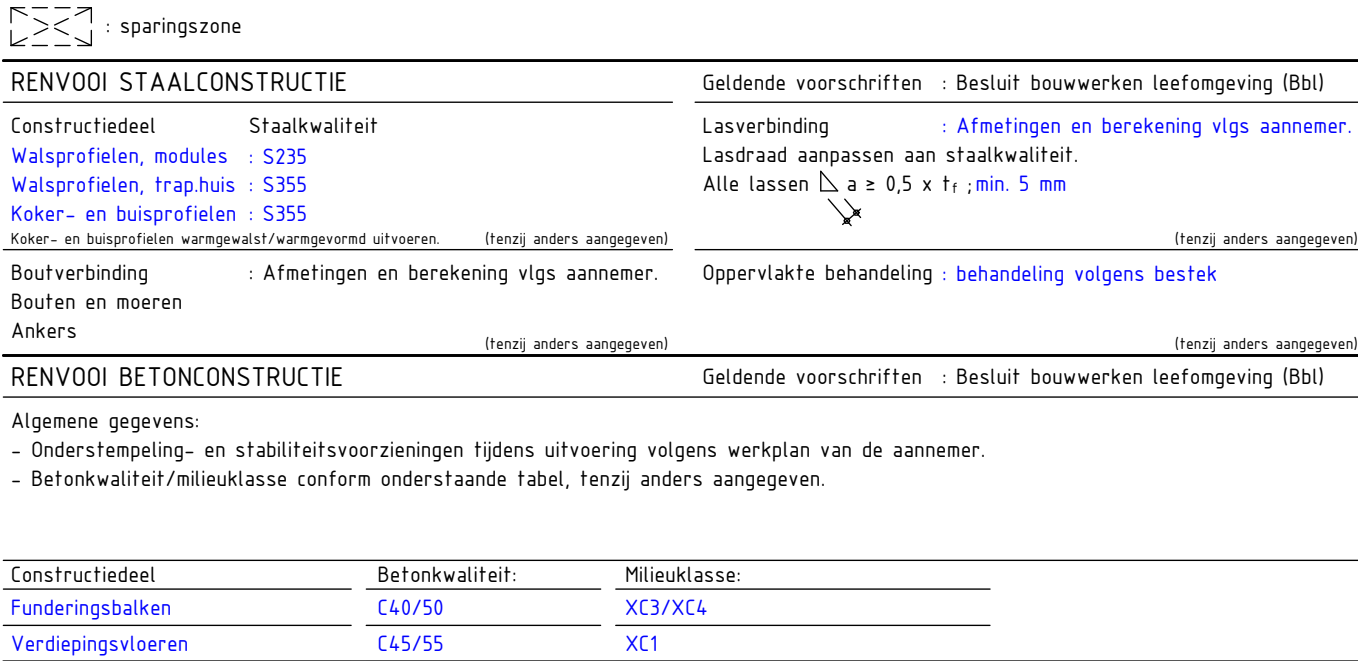 : sparingszone
RENVOOI STAALCONSTRUCTIE
Geldende voorschriften : Besluit bouwwerken leefomgeving (Bbl)
Constructiedeel Staalkwaliteit
Walsprofielen, modules : S235
Walsprofielen, trap.huis : S355
Koker- en buisprofielen : S355
Koker- en buisprofielen warmgewalst/warmgevormd uitvoeren. (tenzij anders aangegeven)
Lasverbinding : Afmetingen en berekening vlgs aannemer.
Lasdraad aanpassen aan staalkwaliteit.
Alle lassen a ≥ 0,5 x tf ; min. 5 mm
(tenzij anders aangegeven)
Boutverbinding : Afmetingen en berekening vlgs aannemer.
Bouten en moeren
Ankers
(tenzij anders aangegeven)
Oppervlakte behandeling : behandeling volgens bestek
(tenzij anders aangegeven)
RENVOOI BETONCONSTRUCTIE
Geldende voorschriften : Besluit bouwwerken leefomgeving (Bbl)
Algemene gegevens:
- Onderstempeling- en stabiliteitsvoorzieningen tijdens uitvoering volgens werkplan van de aannemer.
- Betonkwaliteit/milieuklasse conform onderstaande tabel, tenzij anders aangegeven.
Constructiedeel Betonkwaliteit: Milieuklasse:
Funderingsbalken C40/50 XC3/XC4
Verdiepingsvloeren C45/55 XC1